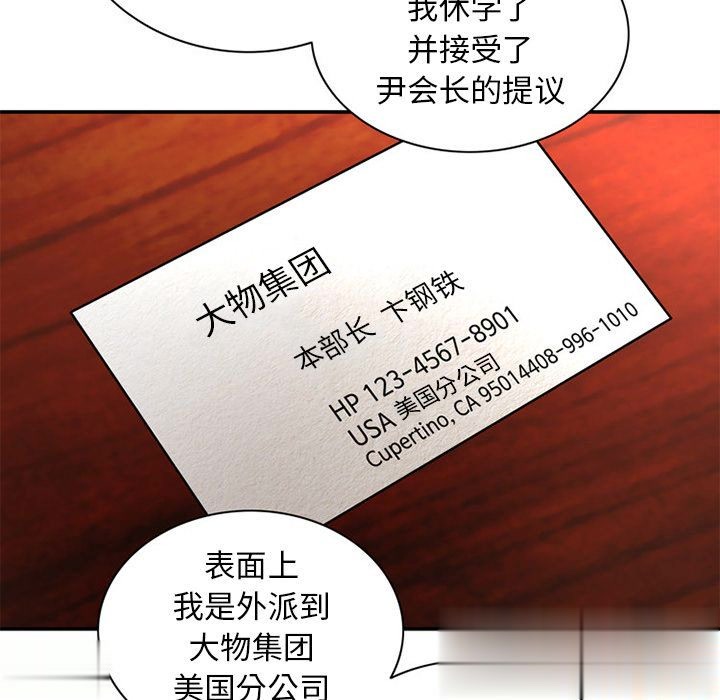 我休学了
并接受了
尹会长的提议
大物集团
本部长 卞钢铁
HP 123-4567-8901
USA 美国分公司
Cupertino, CA 95014408-996-1010
表面上
我是外派到
大物集团
美国分公司